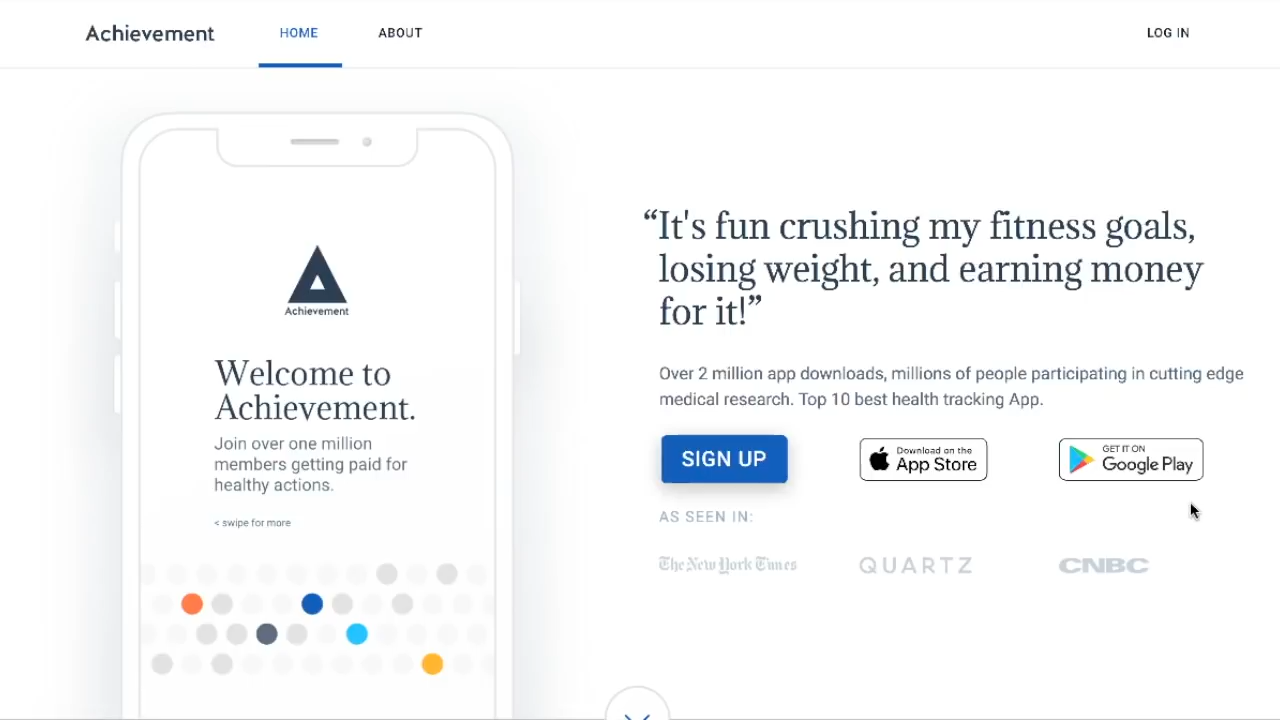 Achievement
HOME
ABOUT
LOG IN
Achievement
Welcome to
Achievement.
Join over one million
members getting paid for
healthy actions.
< swipe for more
“It's fun crushing my fitness goals,
losing weight, and earning money
for it!”
Over 2 million app downloads, millions of people participating in cutting edge
medical research. Top 10 best health tracking App.
SIGN UP
Download on the
App Store
GET IT ON
Google Play
AS SEEN IN:
The New York Times
QUARTZ
CNBC